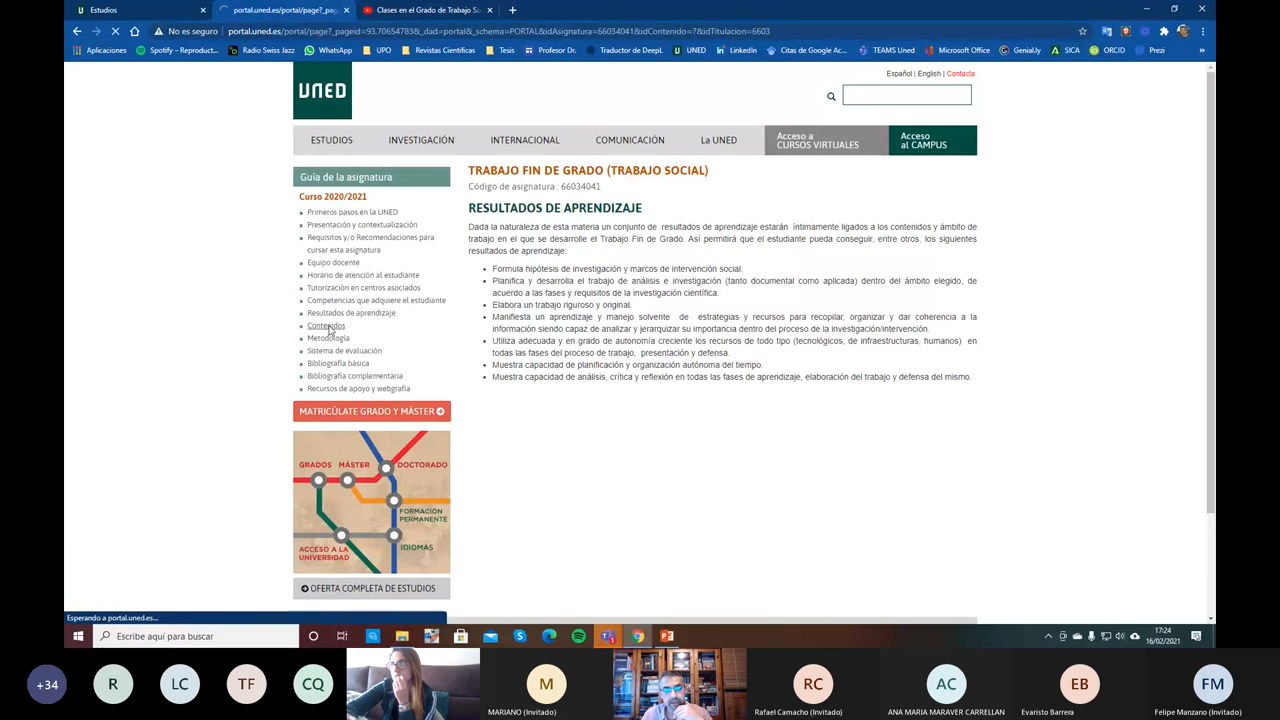 Estudios
portal.uned.es/portal/page?_pa
Clases en el Grado de Trabajo So
No es seguro | portal.uned.es/portal/page?_pageid=93,70654783&_dad=portal&_schema=PORTAL&idAsignatura=66034041&idContenido=7&idTitulacion=6603
Aplicaciones
Spotify – Reproduct...
Radio Swiss Jazz
WhatsApp
UPO
Revistas Científicas
Tesis
Profesor Dr.
Traductor de DeepL
UNED
LinkedIn
Citas de Google Ac...
TEAMS Uned
Microsoft Office
Genial.ly
SICA
ORCID
Prezi
Español | English | Contacta
UNED
ESTUDIOS
INVESTIGACIÓN
INTERNACIONAL
COMUNICACIÓN
La UNED
Acceso a
CURSOS VIRTUALES
Acceso
al CAMPUS
Guía de la asignatura
Curso 2020/2021
Primeros pasos en la UNED
Presentación y contextualización
Requisitos y/o Recomendaciones para
cursar esta asignatura
Equipo docente
Horario de atención al estudiante
Tutorización en centros asociados
Competencias que adquiere el estudiante
Resultados de aprendizaje
Contenidos
Metodología
Sistema de evaluación
Bibliografía básica
Bibliografía complementaria
Recursos de apoyo y webgrafía
MATRICÚLATE GRADO Y MÁSTER
GRADOS
MÁSTER
DOCTORADO
FORMACIÓN
PERMANENTE
ACCESO A LA
UNIVERSIDAD
IDIOMAS
OFERTA COMPLETA DE ESTUDIOS
TRABAJO FIN DE GRADO (TRABAJO SOCIAL)
Código de asignatura : 66034041
RESULTADOS DE APRENDIZAJE
Dada la naturaleza de esta materia un conjunto de resultados de aprendizaje estarán íntimamente ligados a los contenidos y ámbito de
trabajo en el que se desarrolle el Trabajo Fin de Grado. Así permitirá que el estudiante pueda conseguir, entre otros, los siguientes
resultados de aprendizaje:
Formula hipótesis de investigación y marcos de intervención social.
Planifica y desarrolla el trabajo de análisis e investigación (tanto documental como aplicada) dentro del ámbito elegido, de
acuerdo a las fases y requisitos de la investigación científica.
Elabora un trabajo riguroso y original.
Manifiesta un aprendizaje y manejo solvente de estrategias y recursos para recopilar, organizar y dar coherencia a la
información siendo capaz de analizar y jerarquizar su importancia dentro del proceso de la investigación/intervención.
Utiliza adecuada y en grado de autonomía creciente los recursos de todo tipo (tecnológicos, de infraestructuras, humanos) en
todas las fases del proceso de trabajo, presentación y defensa.
Muestra capacidad de planificación y organización autónoma del tiempo.
Muestra capacidad de análisis, crítica y reflexión en todas las fases de aprendizaje, elaboración del trabajo y defensa del mismo.
Esperando a portal.uned.es...
Escribe aquí para buscar
17:24
16/02/2021
+34
R
LC
TF
CQ
M
RC
AC
EB
FM
MARIANO (Invitado)
Rafael Camacho (Invitado)
ANA MARIA MARAVER CARRELLAN
Evaristo Barrera
Felipe Manzano (Invitado)